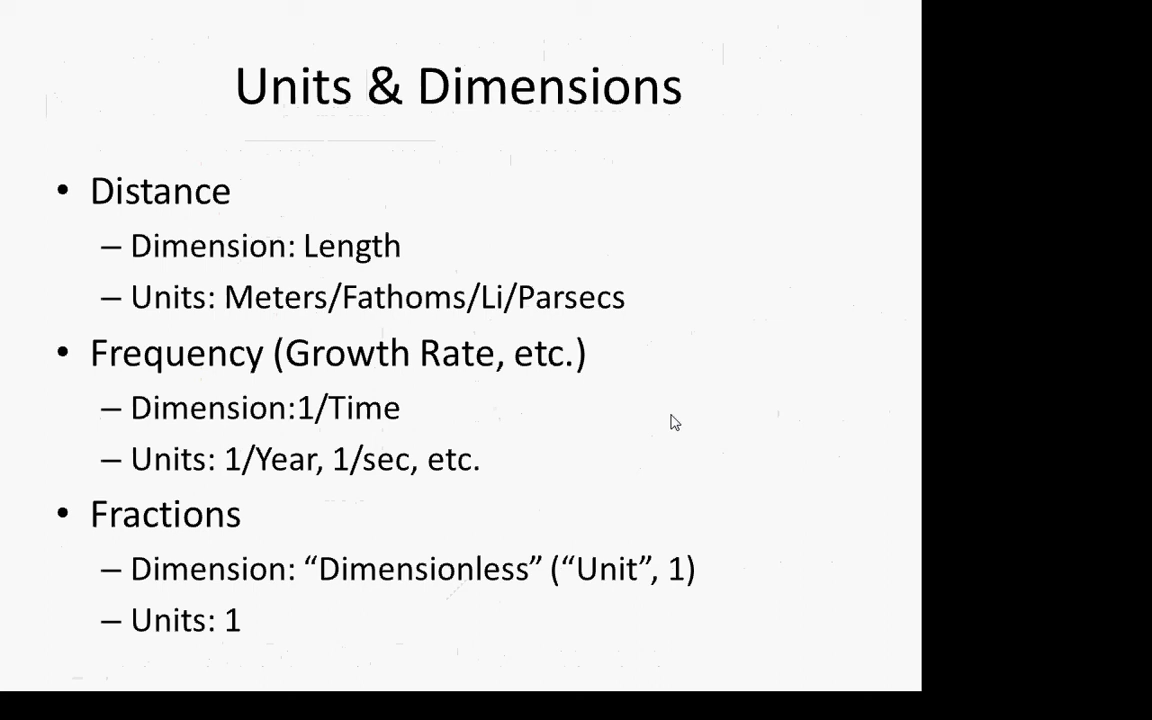 Units & Dimensions
• Distance
– Dimension: Length
– Units: Meters/Fathoms/Li/Parsecs
• Frequency (Growth Rate, etc.)
– Dimension:1/Time
– Units: 1/Year, 1/sec, etc.
• Fractions
– Dimension: “Dimensionless” (“Unit”, 1)
– Units: 1